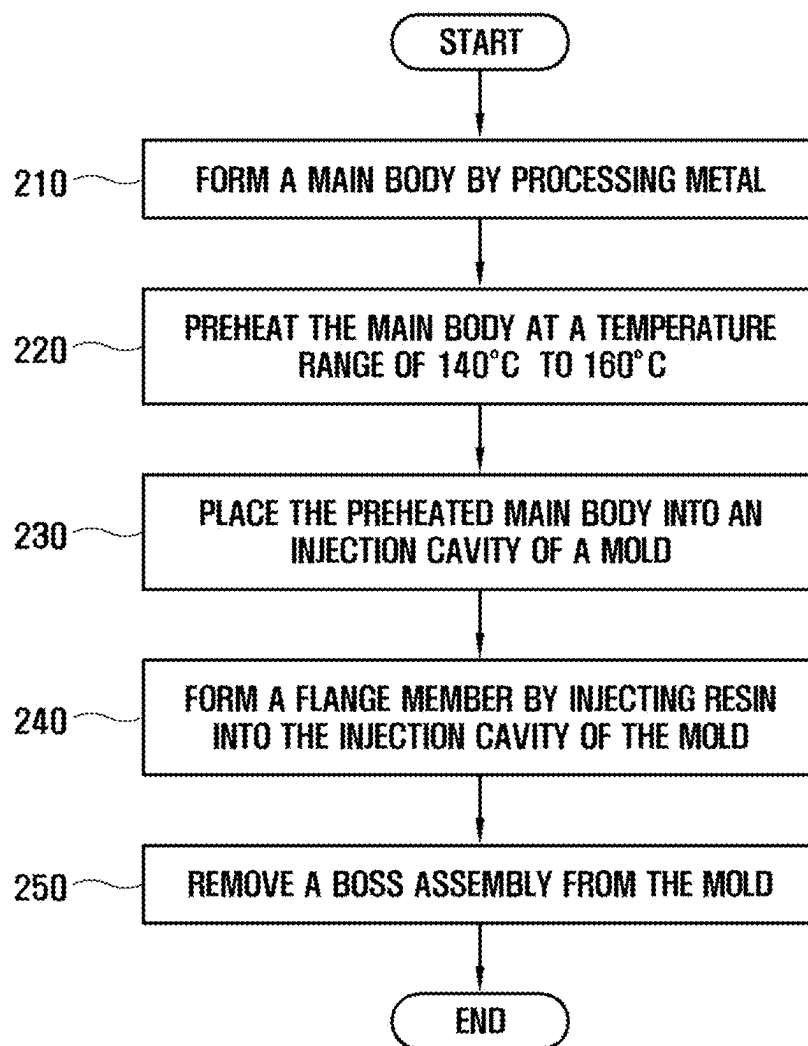 START
210
FORM A MAIN BODY BY PROCESSING METAL
220
PREHEAT THE MAIN BODY AT A TEMPERATURE
RANGE OF 140°C TO 160°C
230
PLACE THE PREHEATED MAIN BODY INTO AN
INJECTION CAVITY OF A MOLD
240
FORM A FLANGE MEMBER BY INJECTING RESIN
INTO THE INJECTION CAVITY OF THE MOLD
250
REMOVE A BOSS ASSEMBLY FROM THE MOLD
END